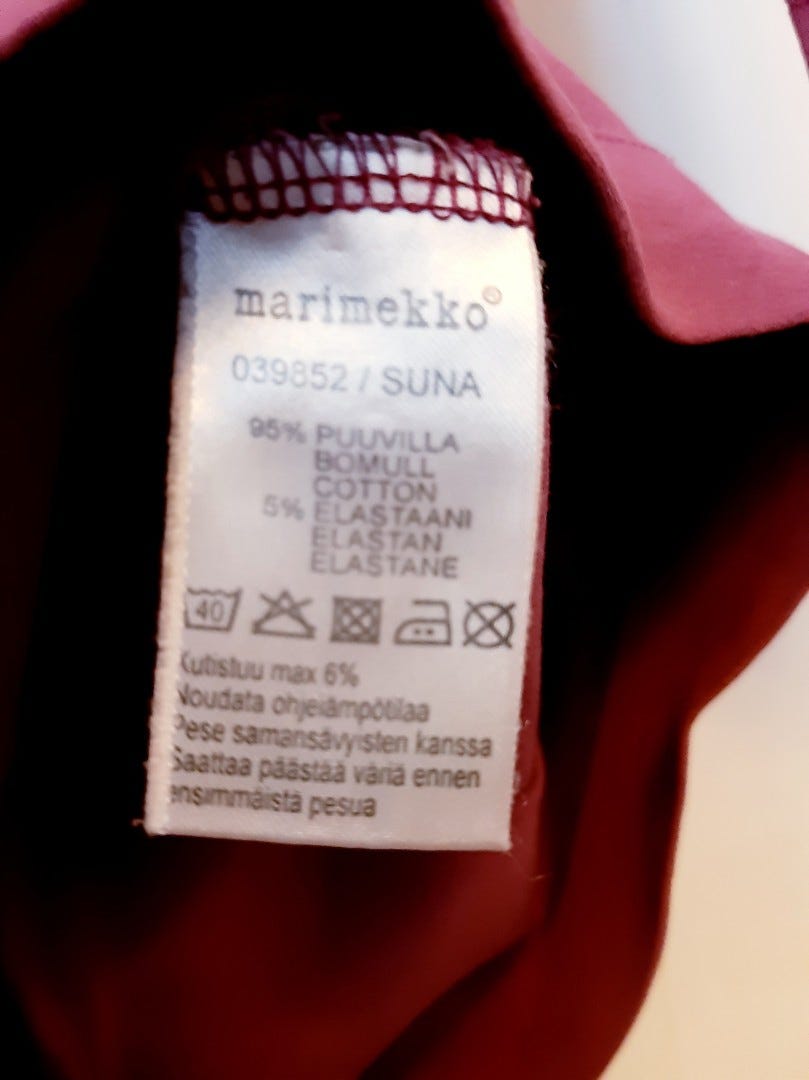 marimekko®
039852 / SUNA
95% PUUVILLA
BOMULL
COTTON
5% ELASTAANI
ELASTAN
ELASTANE
40
Kutistuu max 6%
Noudata ohjelämpötilaa
Pese samansävyisten kanssa
Saattaa päästää väriä ennen
ensimmäistä pesua